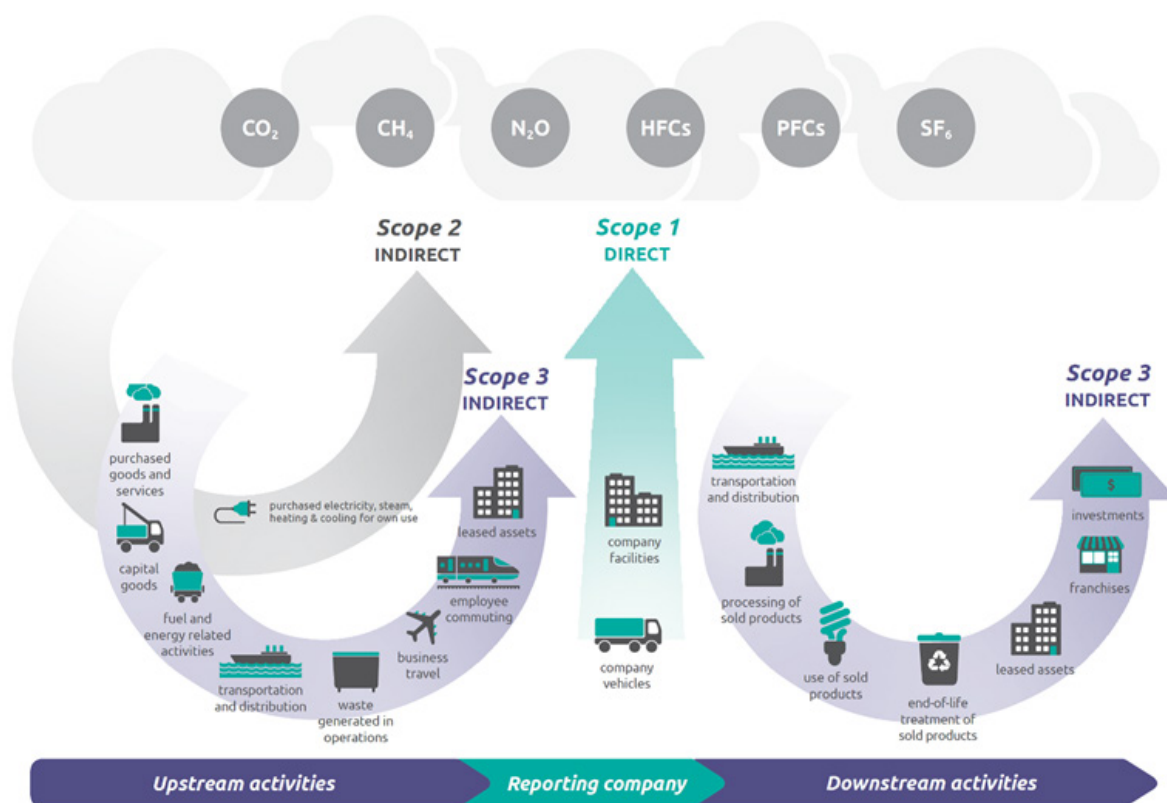 CO₂
CH₄
N₂O
HFCs
PFCs
SF₆
Scope 2
INDIRECT
Scope 1
DIRECT
Scope 3
INDIRECT
Scope 3
INDIRECT
purchased
goods and
services
capital
goods
fuel and
energy related
activities
purchased electricity, steam,
heating & cooling for own use
transportation
and distribution
waste
generated in
operations
business
travel
employee
commuting
leased assets
company
facilities
company
vehicles
transportation
and distribution
processing of
sold products
use of sold
products
end-of-life
treatment of
sold products
leased assets
franchises
$
investments
Upstream activities
Reporting company
Downstream activities